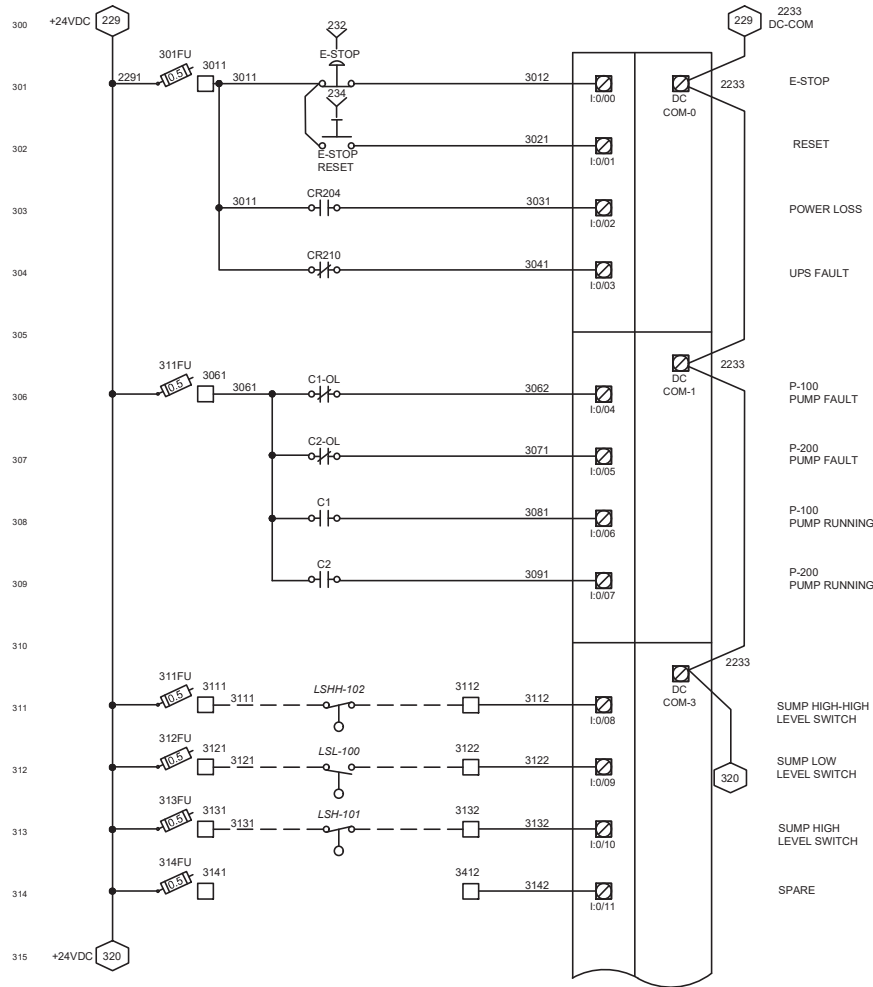 300 +24VDC 229 232 229 2233
DC-COM
E-STOP
301FU 3011
301 2291 0.5 3011 3012 I:0/00 DC
COM-0 2233 E-STOP
234
302 E-STOP
RESET 3021 I:0/01 RESET
CR204
303 3011 3031 I:0/02 POWER LOSS
CR210
304 3041 I:0/03 UPS FAULT
305
311FU 3061 DC
COM-1 2233
306 0.5 3061 C1-OL 3062 I:0/04 P-100
PUMP FAULT
307 C2-OL 3071 I:0/05 P-200
PUMP FAULT
308 C1 3081 I:0/06 P-100
PUMP RUNNING
309 C2 3091 I:0/07 P-200
PUMP RUNNING
310
2233
DC
COM-3
311FU 3111 LSHH-102 3112
311 0.5 3111 3112 I:0/08 SUMP HIGH-HIGH
LEVEL SWITCH
312FU 3121 LSL-100 3122
312 0.5 3121 3122 I:0/09 320 SUMP LOW
LEVEL SWITCH
313FU 3131 LSH-101 3132
313 0.5 3131 3132 I:0/10 SUMP HIGH
LEVEL SWITCH
314FU 3141 3412
314 0.5 3142 I:0/11 SPARE
315 +24VDC 320